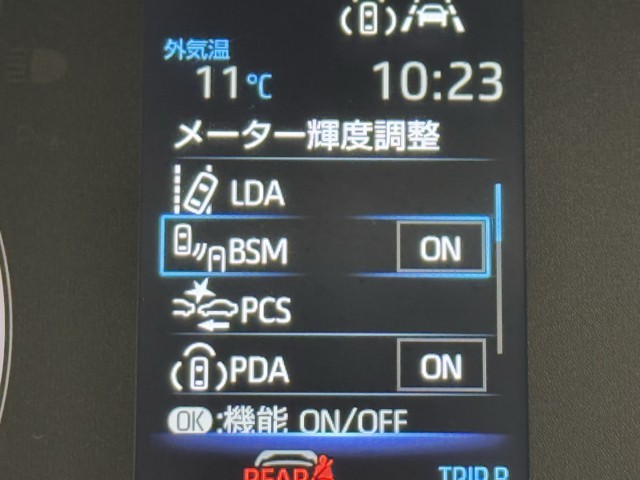 外気温
11℃ 10:23
メーター輝度調整
LDA
BSM ON
PCS
PDA ON
OK:機能 ON/OFF
REAR TRIP B